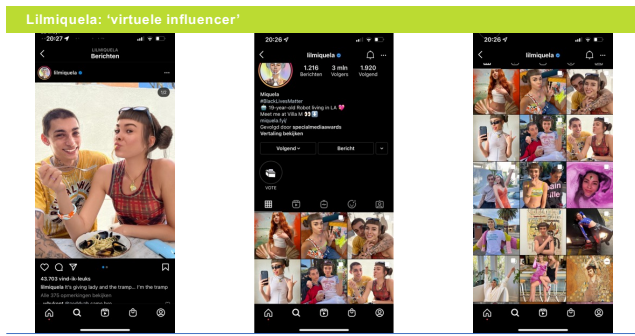 Lilmiquela: ‘virtuele influencer’
20:27
LILMIQUELA
Berichten
lilmiquela
1/2
43.703 vind-ik-leuks
lilmiquela It's giving lady and the tramp... I'm the tramp
Alle 375 opmerkingen bekijken
20:26
lilmiquela
1.216 3 mln 1.920
Berichten Volgers Volgend
Miquela
#BlackLivesMatter
19-year-old Robot living in LA
Meet me at Villa M
miquela.fyi/
Gevolgd door specialmediaawards
Vertaling bekijken
Volgend Bericht
VOTE
20:26
lilmiquela